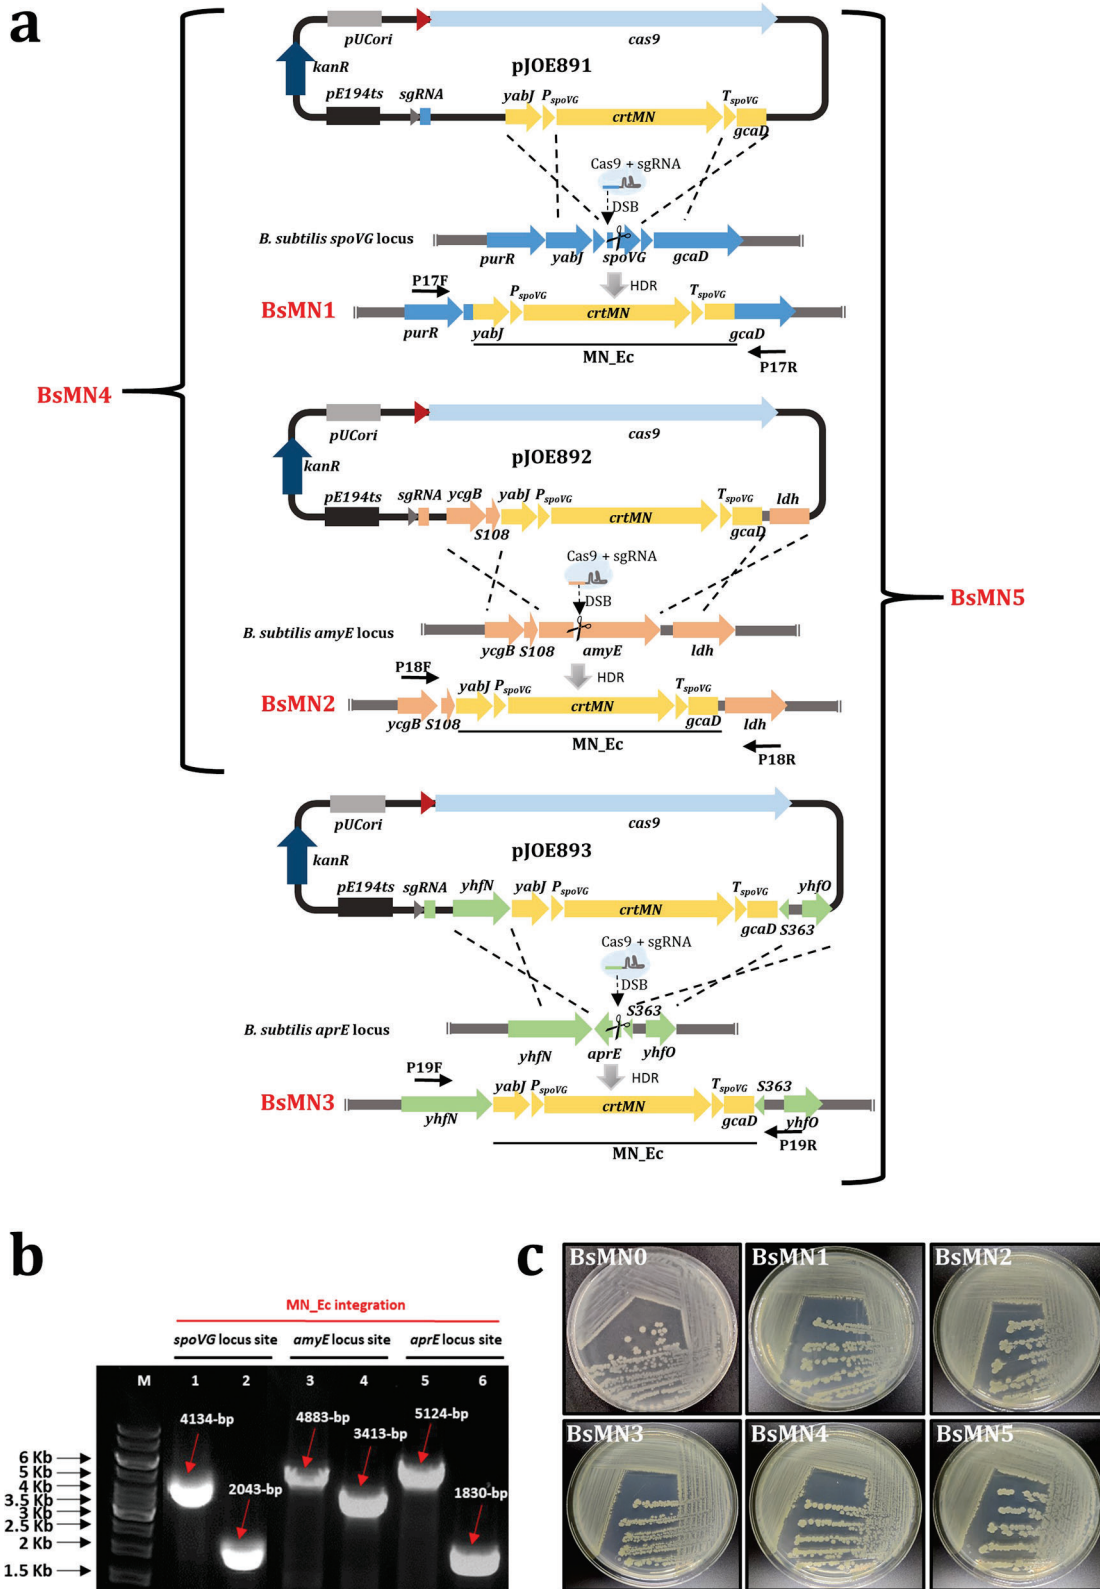 a
pUCori
cas9
kanR
pJOE891
pE194ts
sgRNA
yabJ
PspoVG
crtMN
TspoVG
gcaD
Cas9 + sgRNA
DSB
B. subtilis spoVG locus
purR
yabJ
spoVG
gcaD
HDR
P17F
PspoVG
TspoVG
BsMN1
crtMN
purR
yabJ
gcaD
MN_Ec
P17R
BsMN4
pUCori
cas9
kanR
pJOE892
pE194ts
sgRNA
ycgB
S108
yabJ
PspoVG
crtMN
TspoVG
gcaD
ldh
Cas9 + sgRNA
DSB
B. subtilis amyE locus
ycgB
S108
amyE
ldh
HDR
P18F
yabJ
PspoVG
TspoVG
BsMN2
crtMN
ycgB
S108
gcaD
ldh
MN_Ec
P18R
BsMN5
pUCori
cas9
kanR
pJOE893
pE194ts
sgRNA
yhfN
yabJ
PspoVG
crtMN
TspoVG
gcaD
S363
yhfO
Cas9 + sgRNA
DSB
S363
B. subtilis aprE locus
yhfN
aprE
yhfO
HDR
P19F
yabJ
PspoVG
TspoVG
S363
BsMN3
crtMN
yhfN
gcaD
yhfO
P19R
MN_Ec
b
MN_Ec integration
spoVG locus site
amyE locus site
aprE locus site
M
1
2
3
4
5
6
4134-bp
2043-bp
4883-bp
3413-bp
5124-bp
1830-bp
6 Kb
5 Kb
4 Kb
3.5 Kb
3 Kb
2.5 Kb
2 Kb
1.5 Kb
c
BsMN0
BsMN1
BsMN2
BsMN3
BsMN4
BsMN5